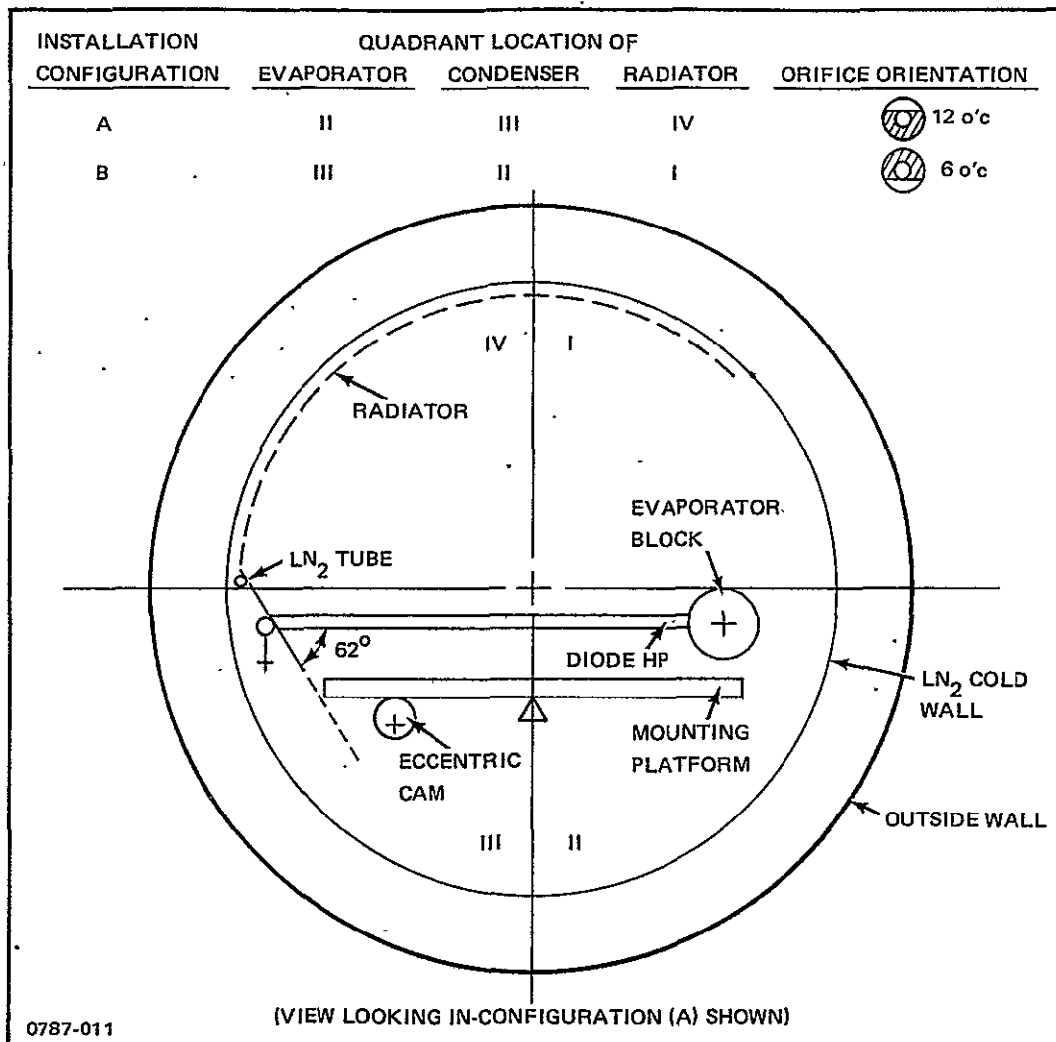 INSTALLATION QUADRANT LOCATION OF
CONFIGURATION EVAPORATOR CONDENSER RADIATOR ORIFICE ORIENTATION
A II III IV 12 o'c
B III II I 6 o'c
IV I
RADIATOR
EVAPORATOR
BLOCK
LN2 TUBE
62°
DIODE HP
LN2 COLD
WALL
MOUNTING
PLATFORM
ECCENTRIC
CAM
OUTSIDE WALL
III II
(VIEW LOOKING IN-CONFIGURATION (A) SHOWN)
0787-011